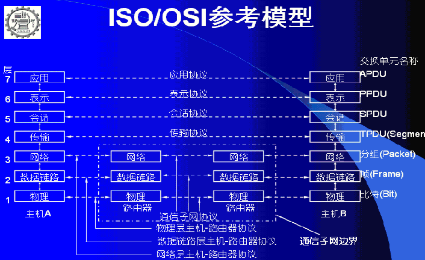 ISO/OSI参考模型
交换单元名称
层
7 应用 应用协议 应用 APDU
6 表示 表示协议 表示 PPDU
5 会话 会话协议 会话 SPDU
4 传输 传输协议 传输 TPDU(Segment
3 网络 网络 网络 网络 分组(Packet)
2 数据链路 数据链路 数据链路 数据链路 帧(Frame)
1 物理 物理 物理 物理 比特(Bit)
主机A 路由器 路由器 主机B
通信子网协议
物理层主机-路由器协议
通信子网边界
数据链路层主机-路由器协议
网络层主机-路由器协议